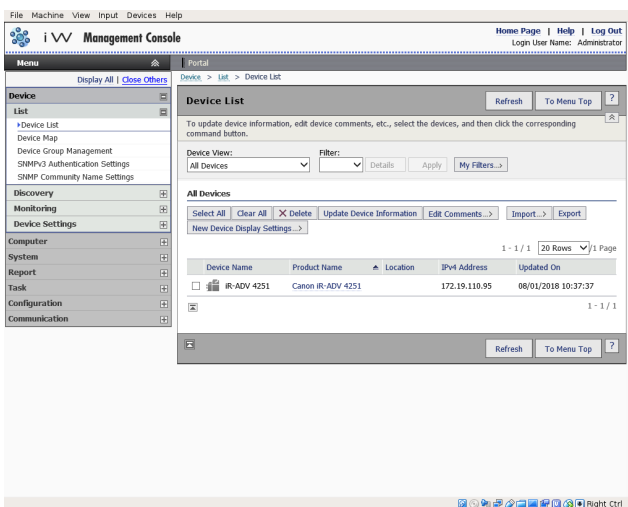 File Machine View Input Devices Help
Home Page | Help | Log Out
i W Management Console
Login User Name: Administrator
Menu
Portal
Display All | Close Others
Device > List > Device List
Device
List
Device List
Device Map
Device Group Management
SNMPv3 Authentication Settings
SNMP Community Name Settings
Discovery
Monitoring
Device Settings
Computer
System
Report
Task
Configuration
Communication
Device List
Refresh To Menu Top ?
To update device information, edit device comments, etc., select the devices, and then click the corresponding
command button.
Device View: Filter:
All Devices Details Apply My Filters...>
All Devices
Select All Clear All Delete Update Device Information Edit Comments...> Import...> Export
New Device Display Settings...>
1 - 1 / 1 20 Rows /1 Page
Device Name Product Name Location IPv4 Address Updated On
iR-ADV 4251 Canon iR-ADV 4251 172.19.110.95 08/01/2018 10:37:37
1 - 1 / 1
Refresh To Menu Top ?
Right Ctrl